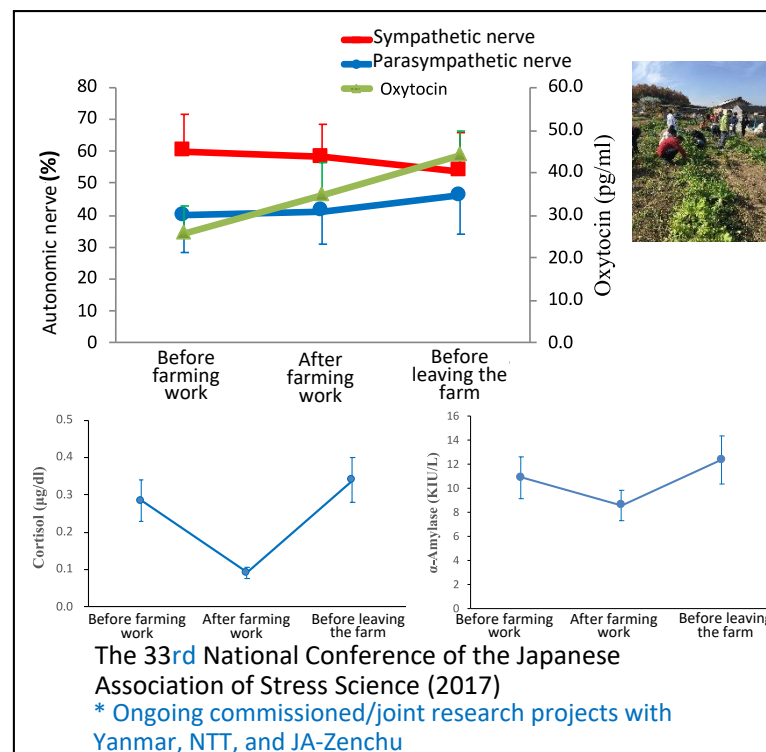 Sympathetic nerve
Parasympathetic nerve
Oxytocin
80
70
60
50
40
30
20
10
0
Autonomic nerve (%)
60.0
50.0
40.0
30.0
20.0
10.0
0.0
Oxytocin (pg/ml)
Before
farming
work
After
farming
work
Before
leaving the
farm
0.5
0.4
0.3
0.2
0.1
0.0
Cortisol (μg/dl)
Before farming
work
After farming
work
Before leaving
the farm
16
14
12
10
8
6
4
2
0
α-Amylase (KIU/L)
Before farming
work
After farming
work
Before leaving
the farm
The 33rd National Conference of the Japanese
Association of Stress Science (2017)
* Ongoing commissioned/joint research projects with
Yanmar, NTT, and JA-Zenchu